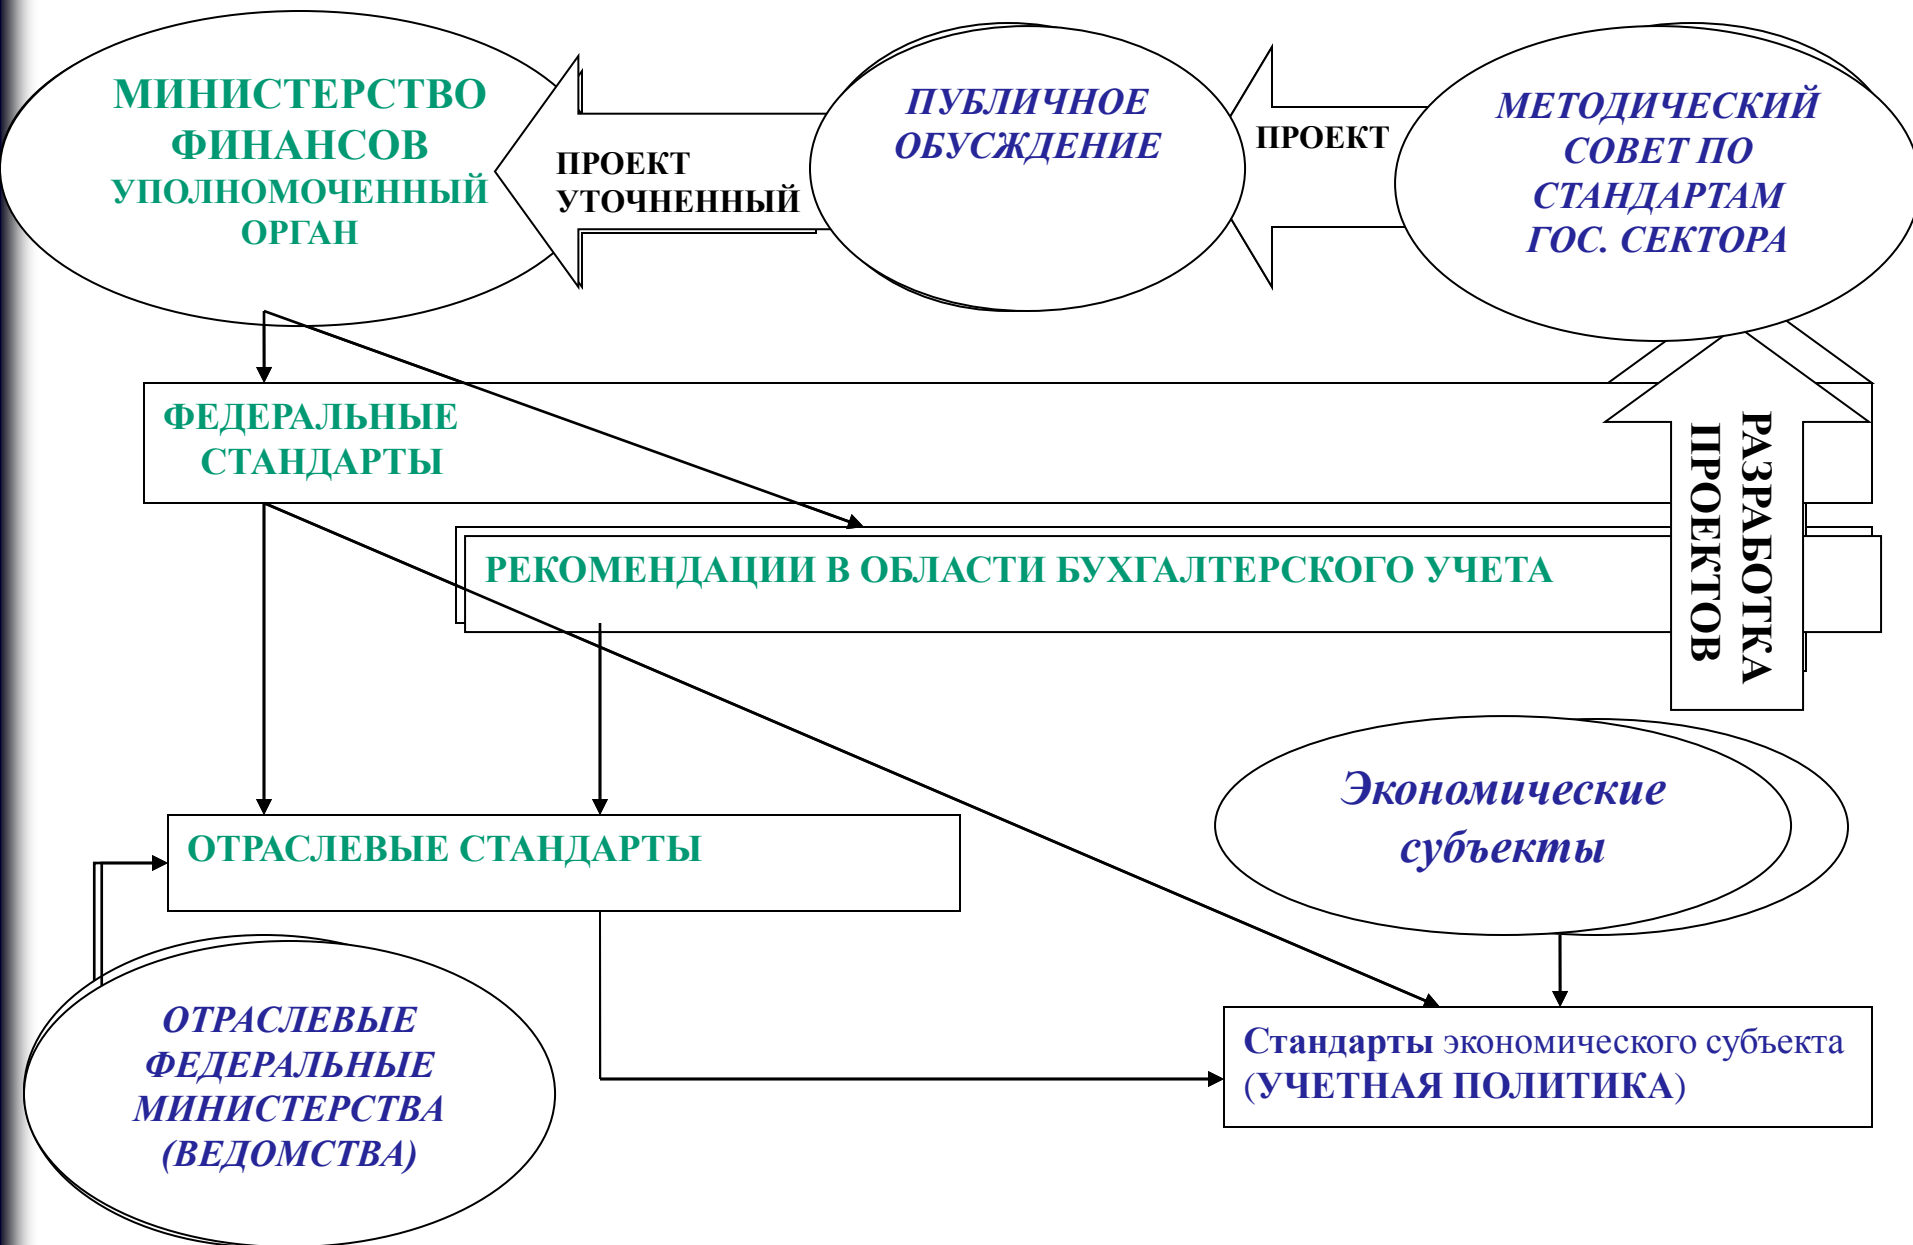 МИНИСТЕРСТВО
ФИНАНСОВ
УПОЛНОМОЧЕННЫЙ
ОРГАН
ПРОЕКТ
УТОЧНЕННЫЙ
ПУБЛИЧНОЕ
ОБУСЖДЕНИЕ
ПРОЕКТ
МЕТОДИЧЕСКИЙ
СОВЕТ ПО
СТАНДАРТАМ
ГОС. СЕКТОРА
ФЕДЕРАЛЬНЫЕ
СТАНДАРТЫ
РАЗРАБОТКА
ПРОЕКТОВ
РЕКОМЕНДАЦИИ В ОБЛАСТИ БУХГАЛТЕРСКОГО УЧЕТА
Экономические
субъекты
ОТРАСЛЕВЫЕ СТАНДАРТЫ
ОТРАСЛЕВЫЕ
ФЕДЕРАЛЬНЫЕ
МИНИСТЕРСТВА
(ВЕДОМСТВА)
Стандарты экономического субъекта
(УЧЕТНАЯ ПОЛИТИКА)